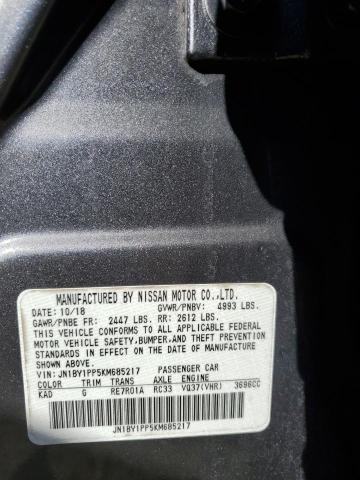 MANUFACTURED BY NISSAN MOTOR CO.,LTD.
DATE: 10/18 GVWR/PNBV: 4993 LBS.
GAWR/PNBE FR: 2447 LBS. RR: 2612 LBS.
THIS VEHICLE CONFORMS TO ALL APPLICABLE FEDERAL
MOTOR VEHICLE SAFETY, BUMPER, AND THEFT PREVENTION
STANDARDS IN EFFECT ON THE DATE OF MANUFACTURE
SHOWN ABOVE.
VIN: JN1BY1PP5KM685217 PASSENGER CAR
COLOR TRIM TRANS AXLE ENGINE
KAD G RE7R01A RC33 VQ37(VHR) 3696CC
JN1BY1PP5KM685217